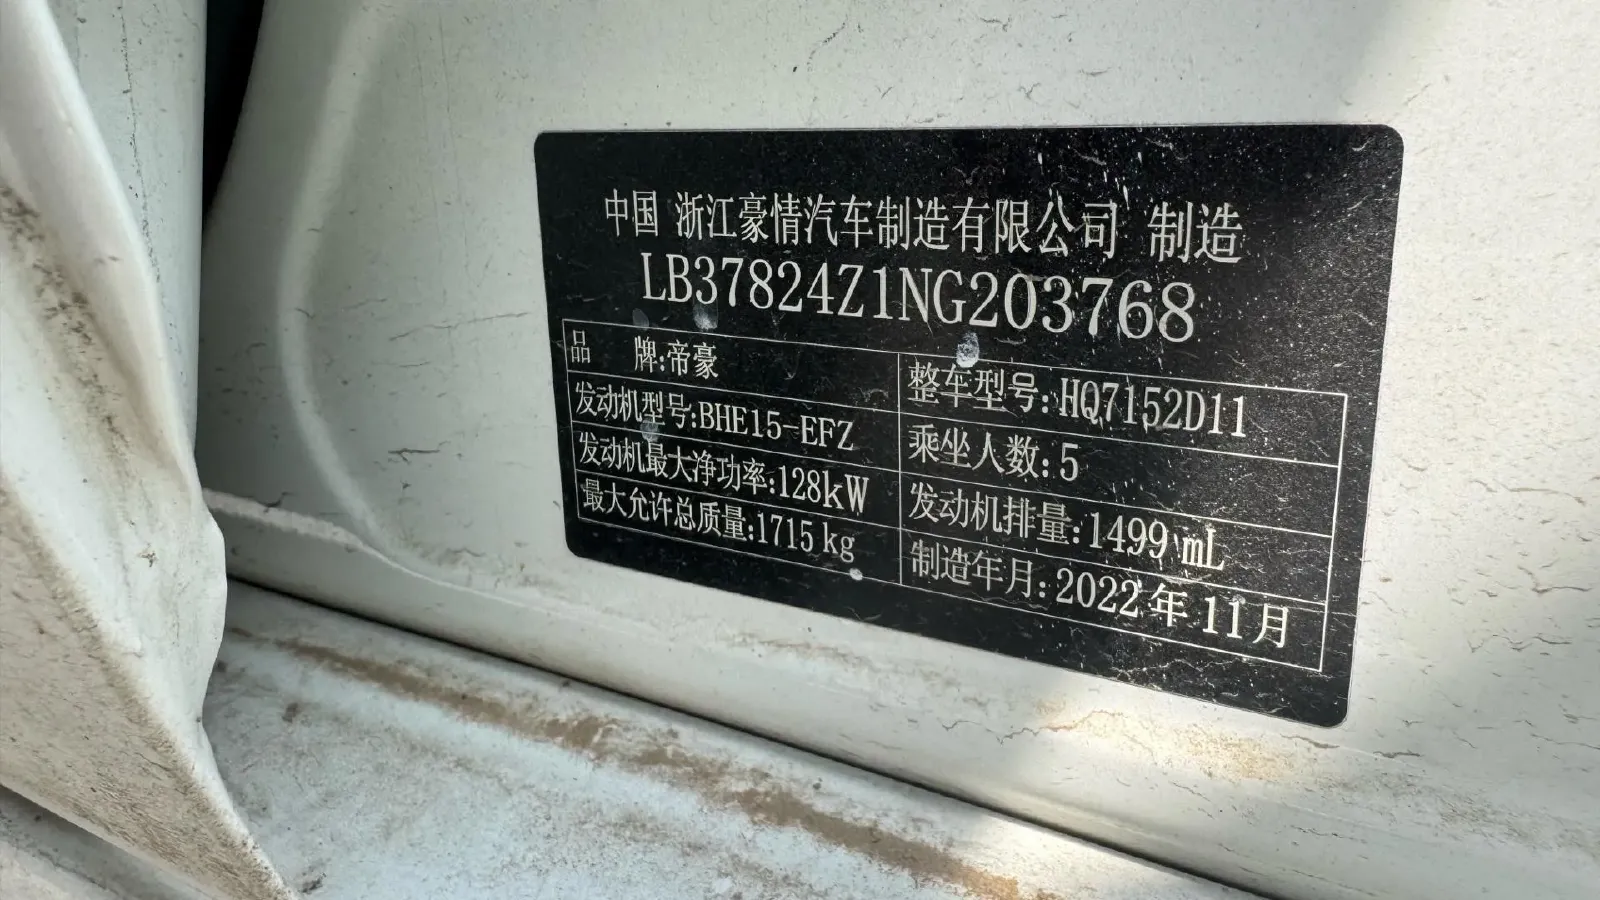 中国 浙江豪情汽车制造有限公司 制造
LB37824Z1NG203768
品 牌:帝豪
整车型号:HQ7152D11
发动机型号:BHE15-EFZ
乘坐人数:5
发动机最大净功率:128kW
发动机排量:1499 mL
最大允许总质量:1715 kg
制造年月:2022年11月